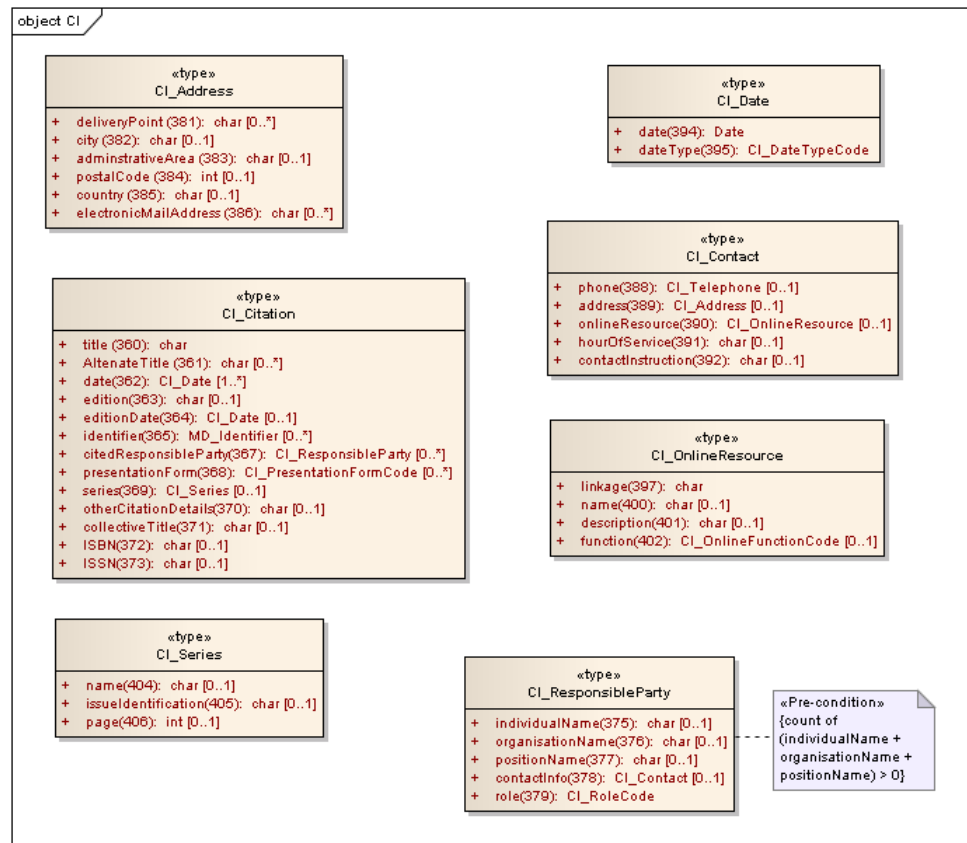 object CI
«type»
CI_Address
+ deliveryPoint (381): char [0..*]
+ city (382): char [0..1]
+ adminstrativeArea (383): char [0..1]
+ postalCode (384): int [0..1]
+ country (385): char [0..1]
+ electronicMailAddress (386): char [0..*]
«type»
CI_Date
+ date(394): Date
+ dateType(395): CI_DateTypeCode
«type»
CI_Contact
+ phone(388): CI_Telephone [0..1]
+ address(389): CI_Address [0..1]
+ onlineResource(390): CI_OnlineResource [0..1]
+ hourOfService(391): char [0..1]
+ contactInstruction(392): char [0..1]
«type»
CI_Citation
+ title (360): char
+ AltenateTitle (361): char [0..*]
+ date(362): CI_Date [1..*]
+ edition(363): char [0..1]
+ editionDate(364): CI_Date [0..1]
+ identifier(365): MD_Identifier [0..*]
+ citedResponsibleParty(367): CI_ResponsibleParty [0..*]
+ presentationForm(368): CI_PresentationFormCode [0..*]
+ series(369): CI_Series [0..1]
+ otherCitationDetails(370): char [0..1]
+ collectiveTitle(371): char [0..1]
+ ISBN(372): char [0..1]
+ ISSN(373): char [0..1]
«type»
CI_OnlineResource
+ linkage(397): char
+ name(400): char [0..1]
+ description(401): char [0..1]
+ function(402): CI_OnlineFunctionCode [0..1]
«type»
CI_Series
+ name(404): char [0..1]
+ issueIdentification(405): char [0..1]
+ page(406): int [0..1]
«type»
CI_ResponsibleParty
+ individualName(375): char [0..1]
+ organisationName(376): char [0..1]
+ positionName(377): char [0..1]
+ contactInfo(378): CI_Contact [0..1]
+ role(379): CI_RoleCode
«Pre-condition»
{count of
(individualName +
organisationName +
positionName) > 0}